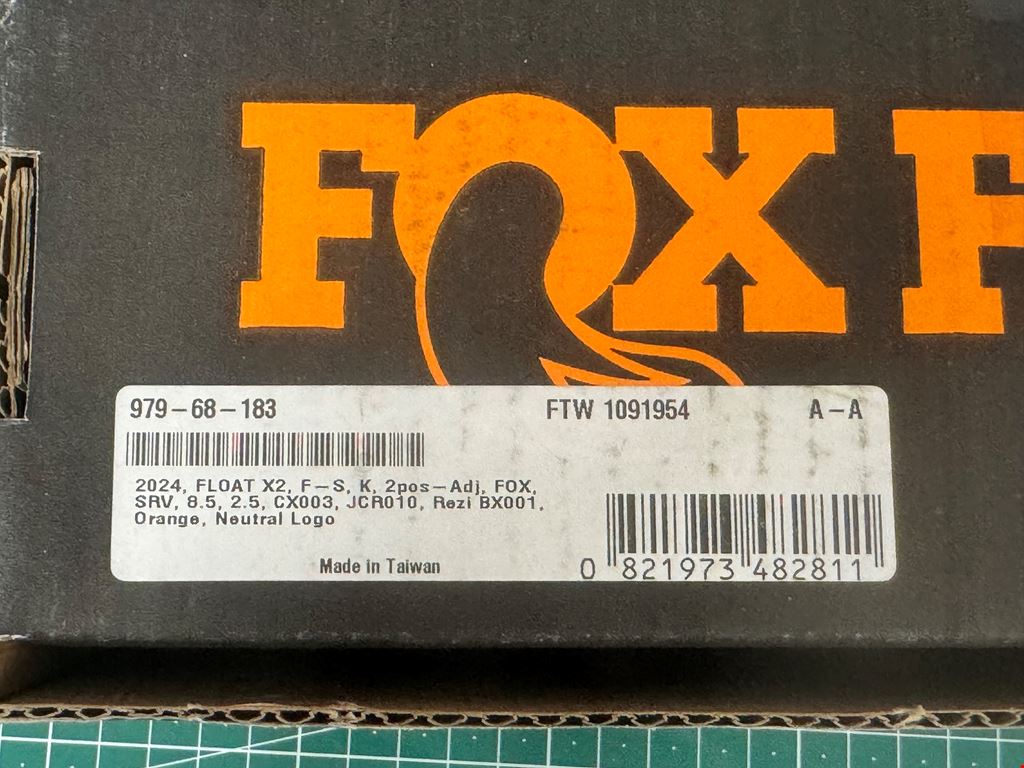 FOX F
979-68-183 FTW 1091954 A-A
2024, FLOAT X2, F-S, K, 2pos-Adj, FOX,
SRV, 8.5, 2.5, CX003, JCR010, Rezi BX001,
Orange, Neutral Logo
Made in Taiwan
0 821973 482811